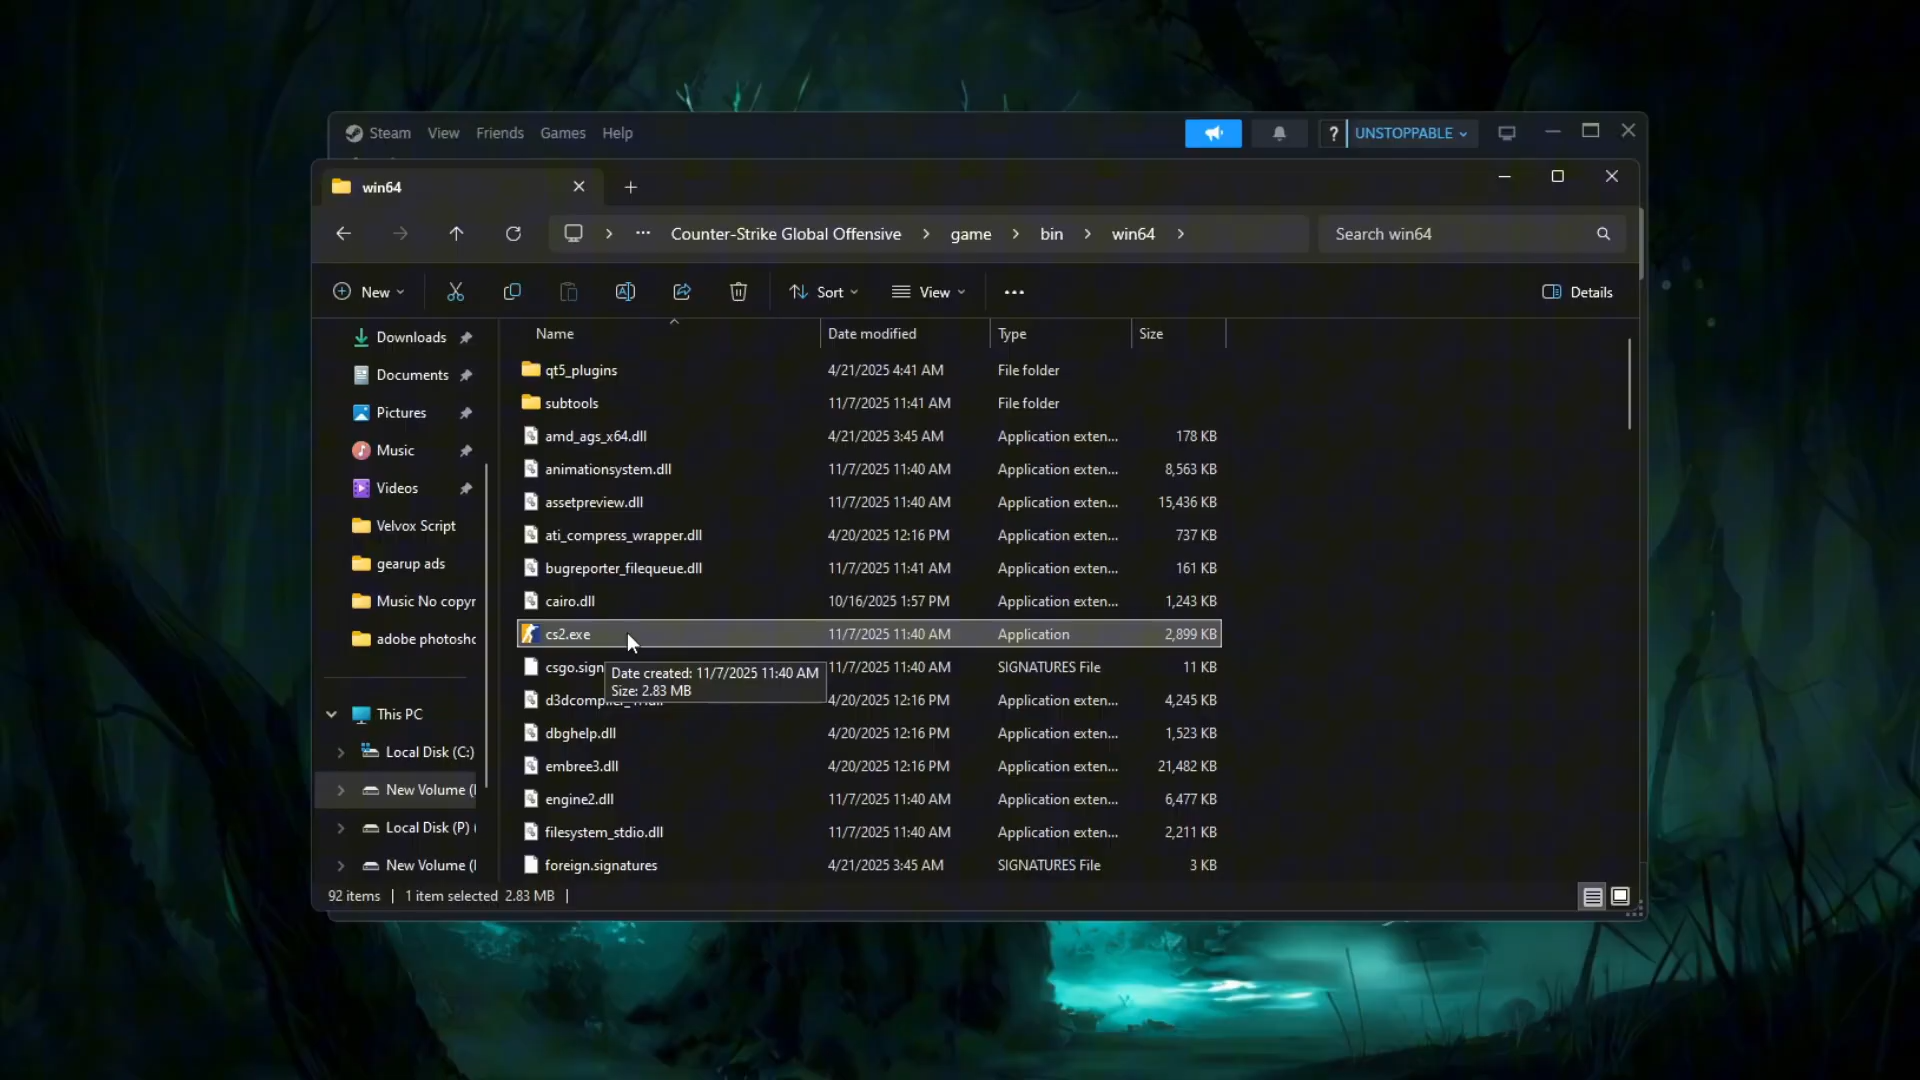 Steam View Friends Games Help ? UNSTOPPABLE
win64
Counter-Strike Global Offensive > game > bin > win64 > Search win64
New Sort View ... Details
Name Date modified Type Size
Downloads
Documents
Pictures
Music
Videos
Velvox Script
gearup ads
Music No copyr
adobe photosho
This PC
Local Disk (C:)
New Volume (
Local Disk (P) (
New Volume (
qt5_plugins 4/21/2025 4:41 AM File folder
subtools 11/7/2025 11:41 AM File folder
amd_ags_x64.dll 4/21/2025 3:45 AM Application exten... 178 KB
animationsystem.dll 11/7/2025 11:40 AM Application exten... 8,563 KB
assetpreview.dll 11/7/2025 11:40 AM Application exten... 15,436 KB
ati_compress_wrapper.dll 4/20/2025 12:16 PM Application exten... 737 KB
bugreporter_filequeue.dll 11/7/2025 11:41 AM Application exten... 161 KB
cairo.dll 10/16/2025 1:57 PM Application exten... 1,243 KB
cs2.exe 11/7/2025 11:40 AM Application 2,899 KB
csgo.sign 11/7/2025 11:40 AM SIGNATURES File 11 KB
Date created: 11/7/2025 11:40 AM
Size: 2.83 MB
4/20/2025 12:16 PM Application exten... 4,245 KB
dbghelp.dll 4/20/2025 12:16 PM Application exten... 1,523 KB
embree3.dll 4/20/2025 12:16 PM Application exten... 21,482 KB
engine2.dll 11/7/2025 11:40 AM Application exten... 6,477 KB
filesystem_stdio.dll 11/7/2025 11:40 AM Application exten... 2,211 KB
foreign.signatures 4/21/2025 3:45 AM SIGNATURES File 3 KB
92 items | 1 item selected 2.83 MB |